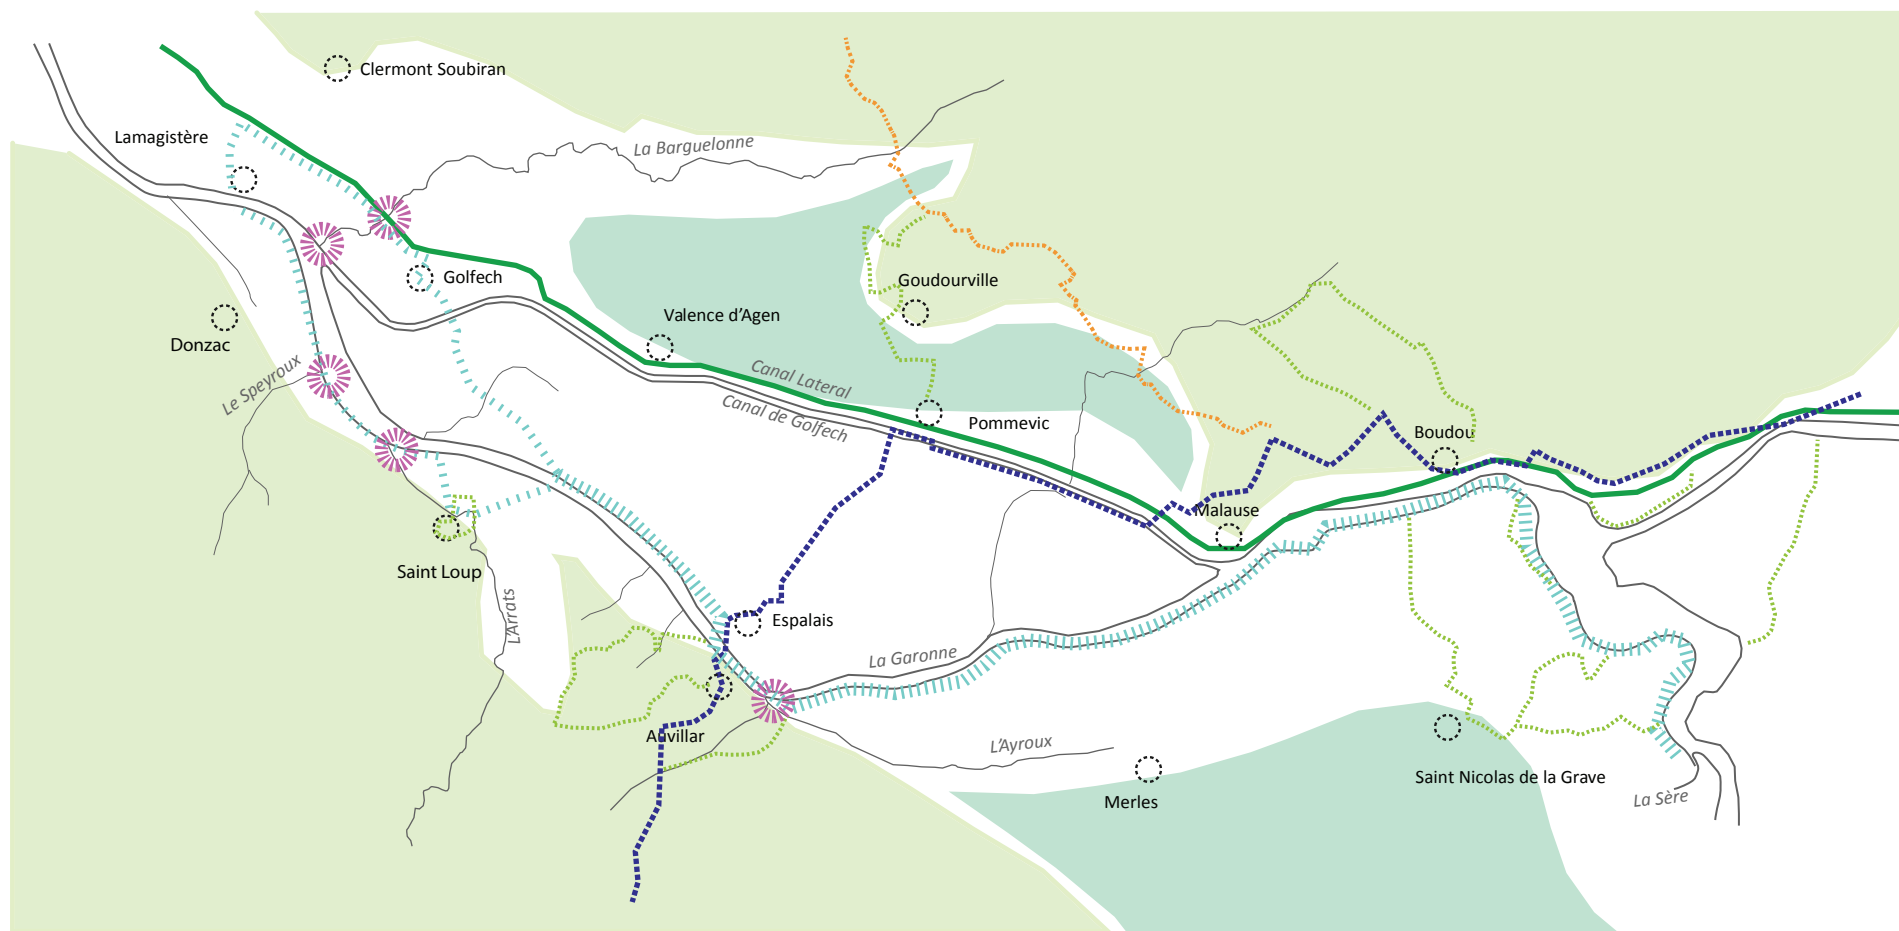 Clermont Soubiran
Lamagistère
La Barguelonne
Golfech
Goudourville
Valence d'Agen
Donzac
Le Speyroux
Canal Lateral
Canal de Golfech
Pommevic
Boudou
Malause
Saint Loup
L'Arrats
Espalais
La Garonne
Auvillar
L'Ayroux
Merles
Saint Nicolas de la Grave
La Sère